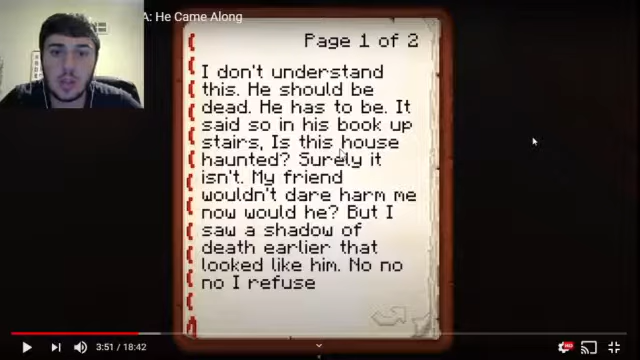 A: He Came Along
Page 1 of 2
I don't understand
this. He should be
dead. He has to be. It
said so in his book up
stairs, Is this house
haunted? Surely it
isn't. My friend
wouldn't dare harm me
now would he? But I
saw a shadow of
death earlier that
looked like him. No no
no I refuse
3:51 / 18:42
HD